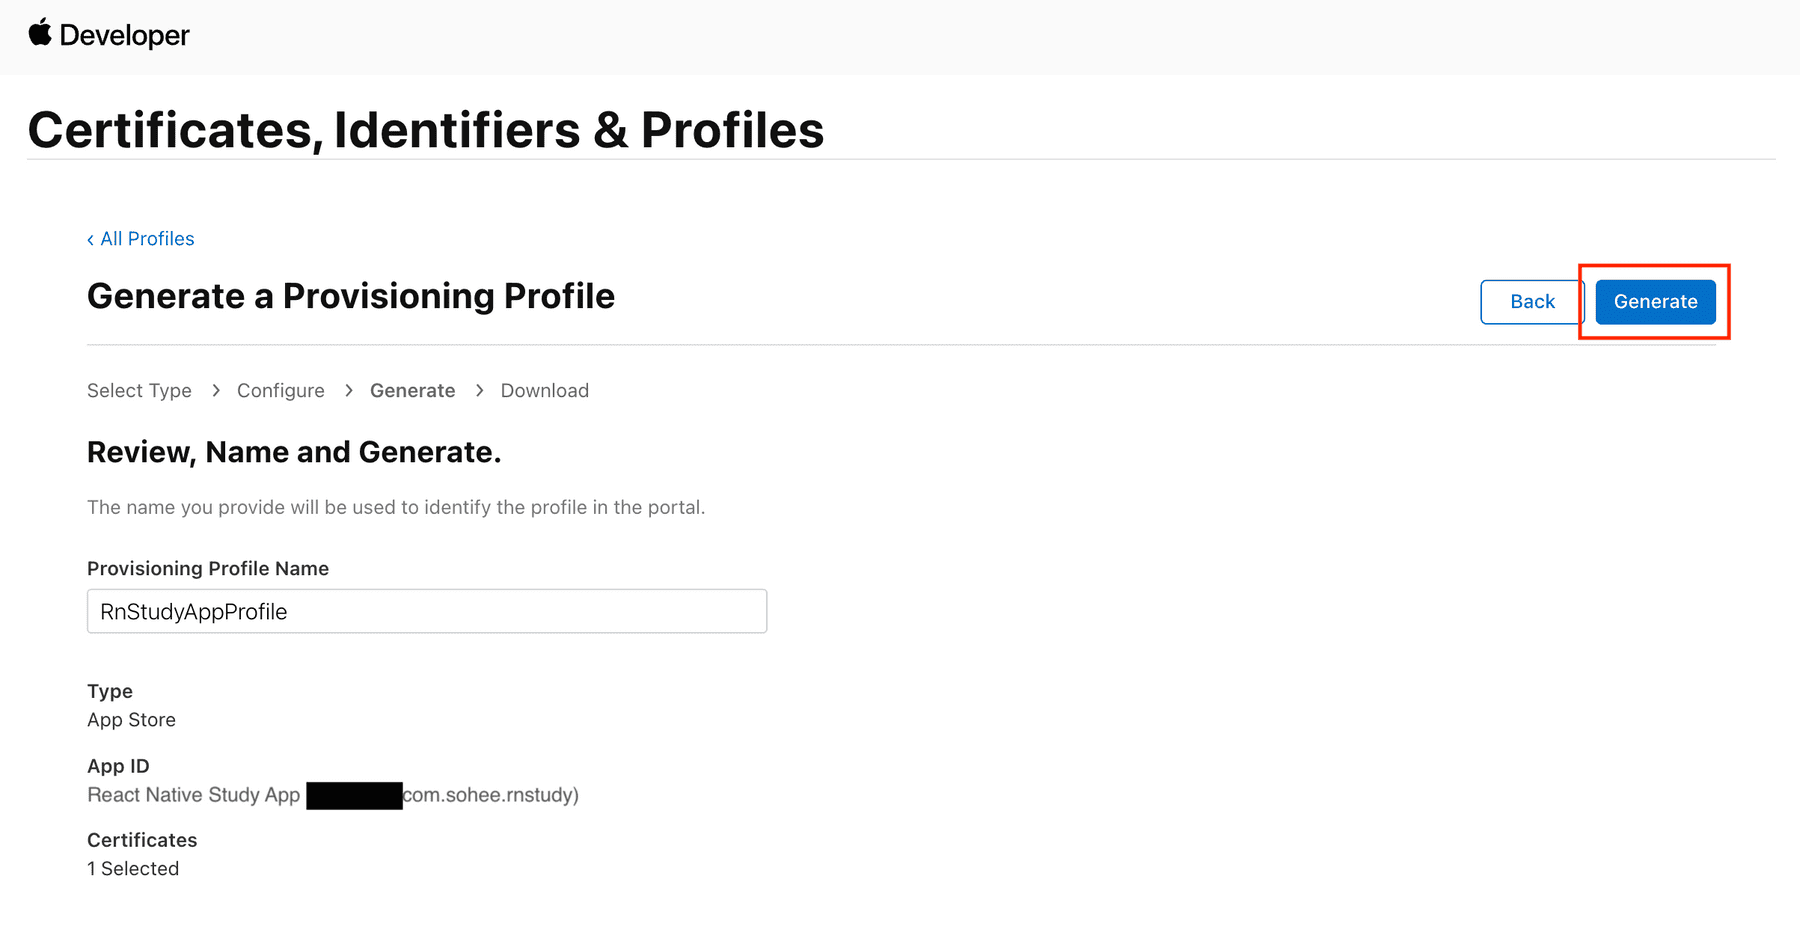 Developer
Certificates, Identifiers & Profiles
‹ All Profiles
Generate a Provisioning Profile
Back
Generate
Select Type > Configure > Generate > Download
Review, Name and Generate.
The name you provide will be used to identify the profile in the portal.
Provisioning Profile Name
RnStudyAppProfile
Type
App Store
App ID
React Native Study App com.sohee.rnstudy)
Certificates
1 Selected